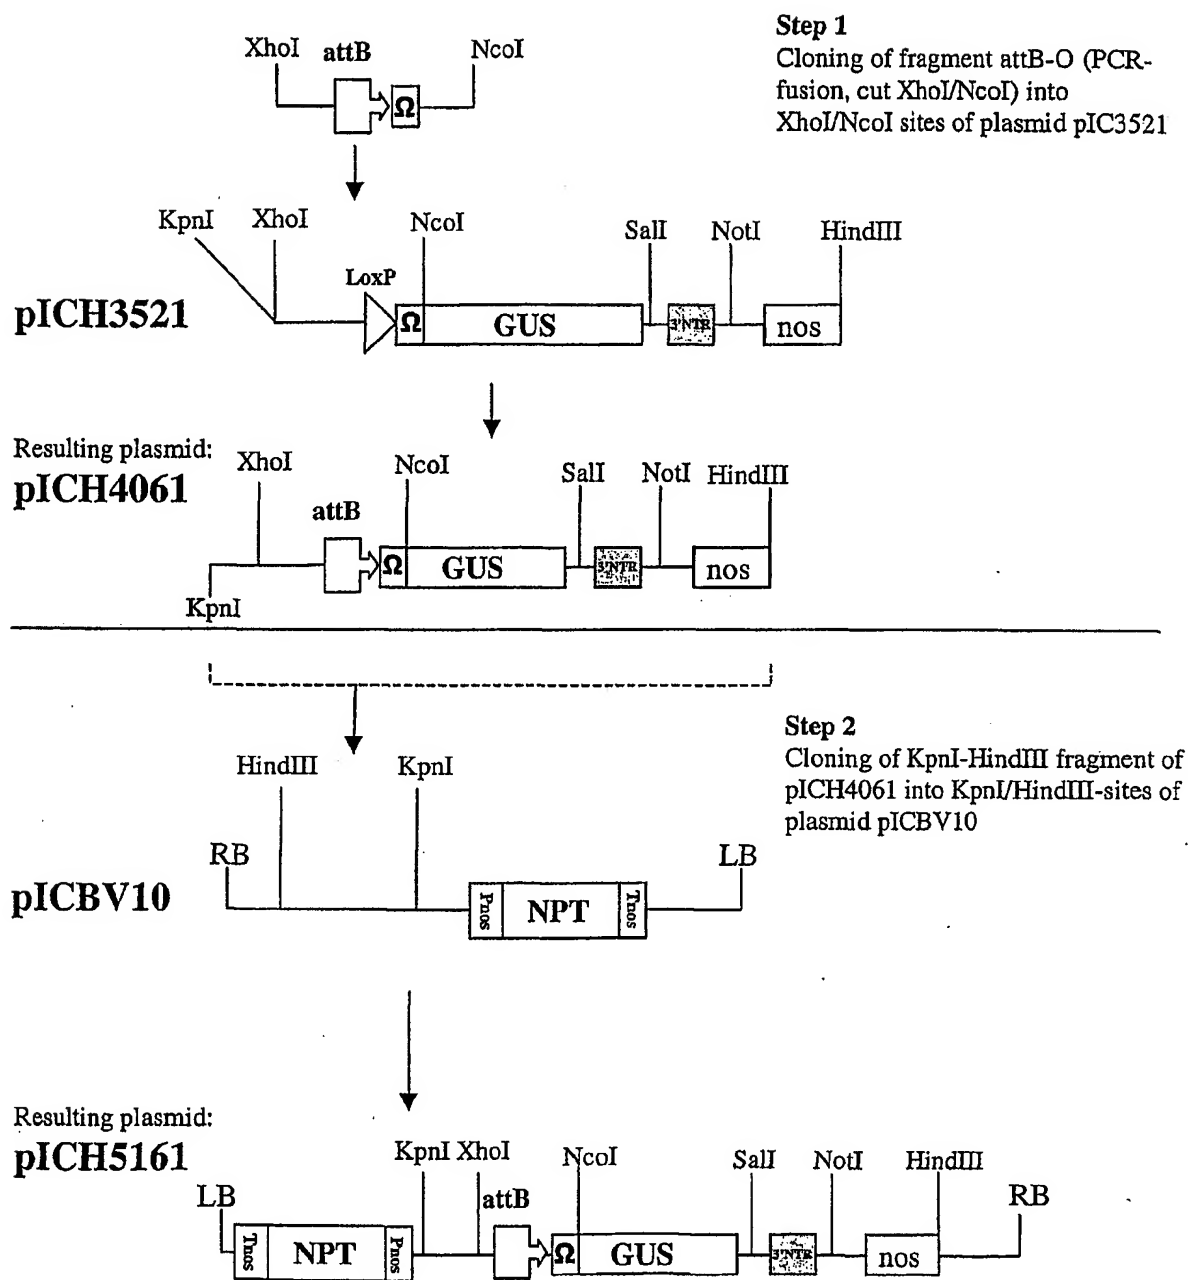 Step 1
Cloning of fragment attB-O (PCR-
fusion, cut XhoI/NcoI) into
XhoI/NcoI sites of plasmid pIC3521
XhoI attB NcoI
Ω
KpnI XhoI NcoI SalI NotI HindIII
LoxP
pICH3521
Ω GUS 3'NTR nos
Resulting plasmid:
pICH4061
XhoI NcoI SalI NotI HindIII
attB
Ω GUS 3'NTR nos
KpnI
Step 2
Cloning of KpnI-HindIII fragment of
pICH4061 into KpnI/HindIII-sites of
plasmid pICBV10
HindIII KpnI
RB LB
pICBV10
Pnos NPT Tnos
Resulting plasmid:
pICH5161
KpnI XhoI NcoI SalI NotI HindIII
LB attB RB
Tnos NPT Pnos Ω GUS 3'NTR nos